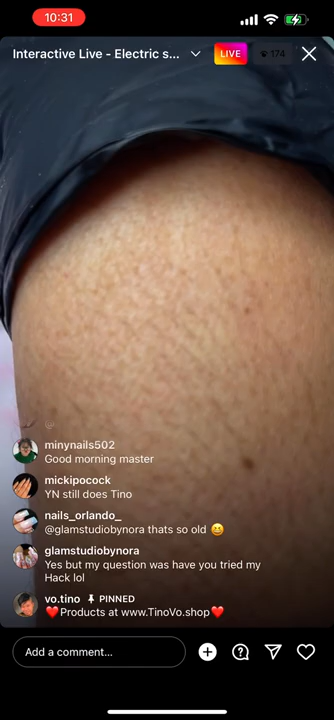 10:31
Interactive Live - Electric s...
LIVE
174
minynails502
Good morning master
mickipocock
YN still does Tino
nails_orlando_
@glamstudiobynora thats so old 😆
glamstudiobynora
Yes but my question was have you tried my
Hack lol
vo.tino PINNED
❤️Products at www.TinoVo.shop❤️
Add a comment...